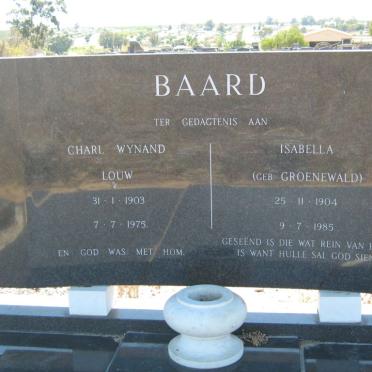 BAARD
TER GEDAGTENIS AAN
CHARL WYNAND
LOUW
31 · 1 · 1903
7 · 7 · 1975
EN GOD WAS MET HOM.
ISABELLA
(GEB GROENEWALD)
25 · 11 · 1904
9 · 7 · 1985
GESEËND IS DIE WAT REIN VAN
IS WANT HULLE SAL GOD SIEN